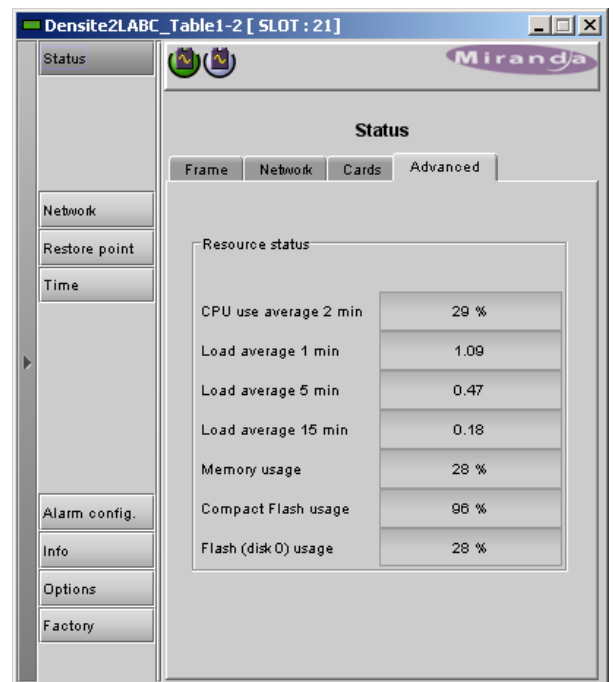 Densite2LABC_Table1-2 [ SLOT : 21]
Status
Miranda
Status
Frame Network Cards Advanced
Network
Restore point
Time
Alarm config.
Info
Options
Factory
Resource status
CPU use average 2 min 29 %
Load average 1 min 1.09
Load average 5 min 0.47
Load average 15 min 0.18
Memory usage 28 %
Compact Flash usage 96 %
Flash (disk 0) usage 28 %